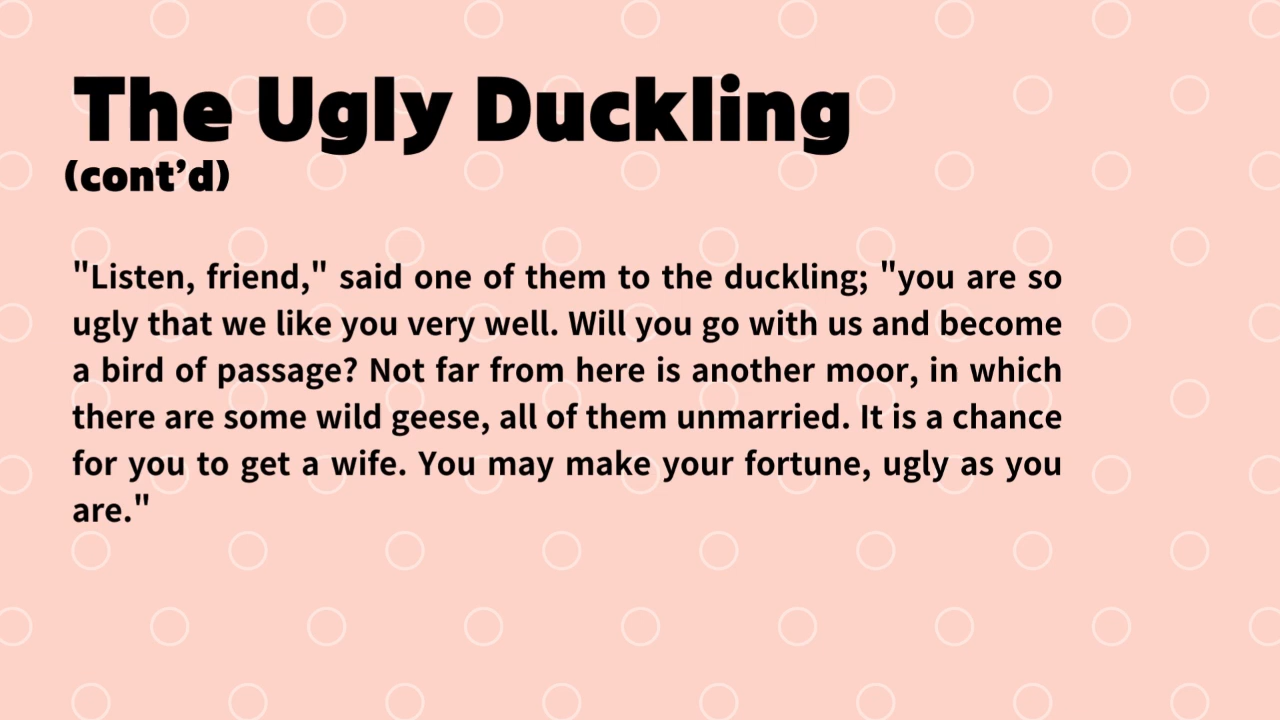 The Ugly Duckling
(cont’d)
"Listen, friend," said one of them to the duckling; "you are so
ugly that we like you very well. Will you go with us and become
a bird of passage? Not far from here is another moor, in which
there are some wild geese, all of them unmarried. It is a chance
for you to get a wife. You may make your fortune, ugly as you
are."